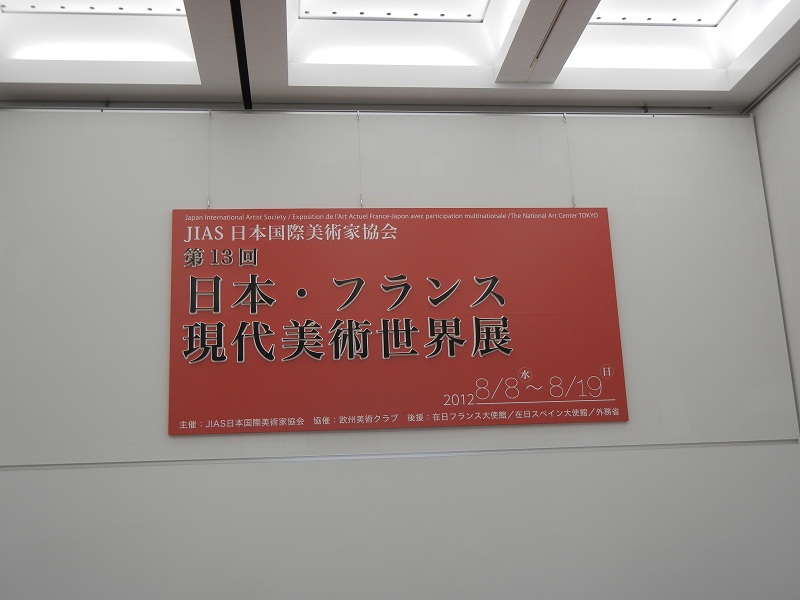 Japan International Artist Society / Exposition de l'Art Actuel France-Japon avec participation multinationale /The National Art Center TOKYO
JIAS 日本国際美術家協会
第13回
日本・フランス
現代美術世界展
2012 8/8 水 〜 8/19 日
主催：JIAS日本国際美術家協会 協催：欧州美術クラブ 後援：在日フランス大使館／在日スペイン大使館／外務省